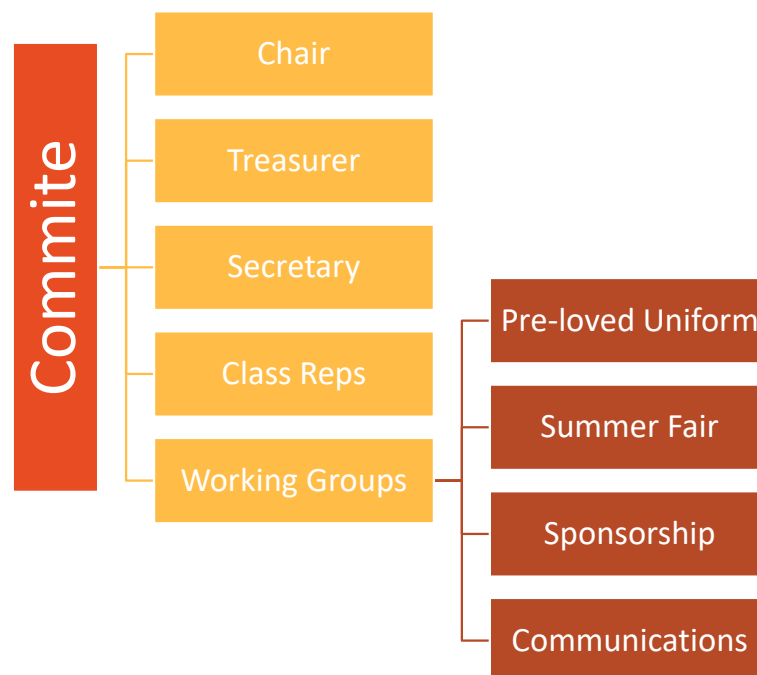 Commite
Chair
Treasurer
Secretary
Class Reps
Working Groups
Pre-loved Uniform
Summer Fair
Sponsorship
Communications